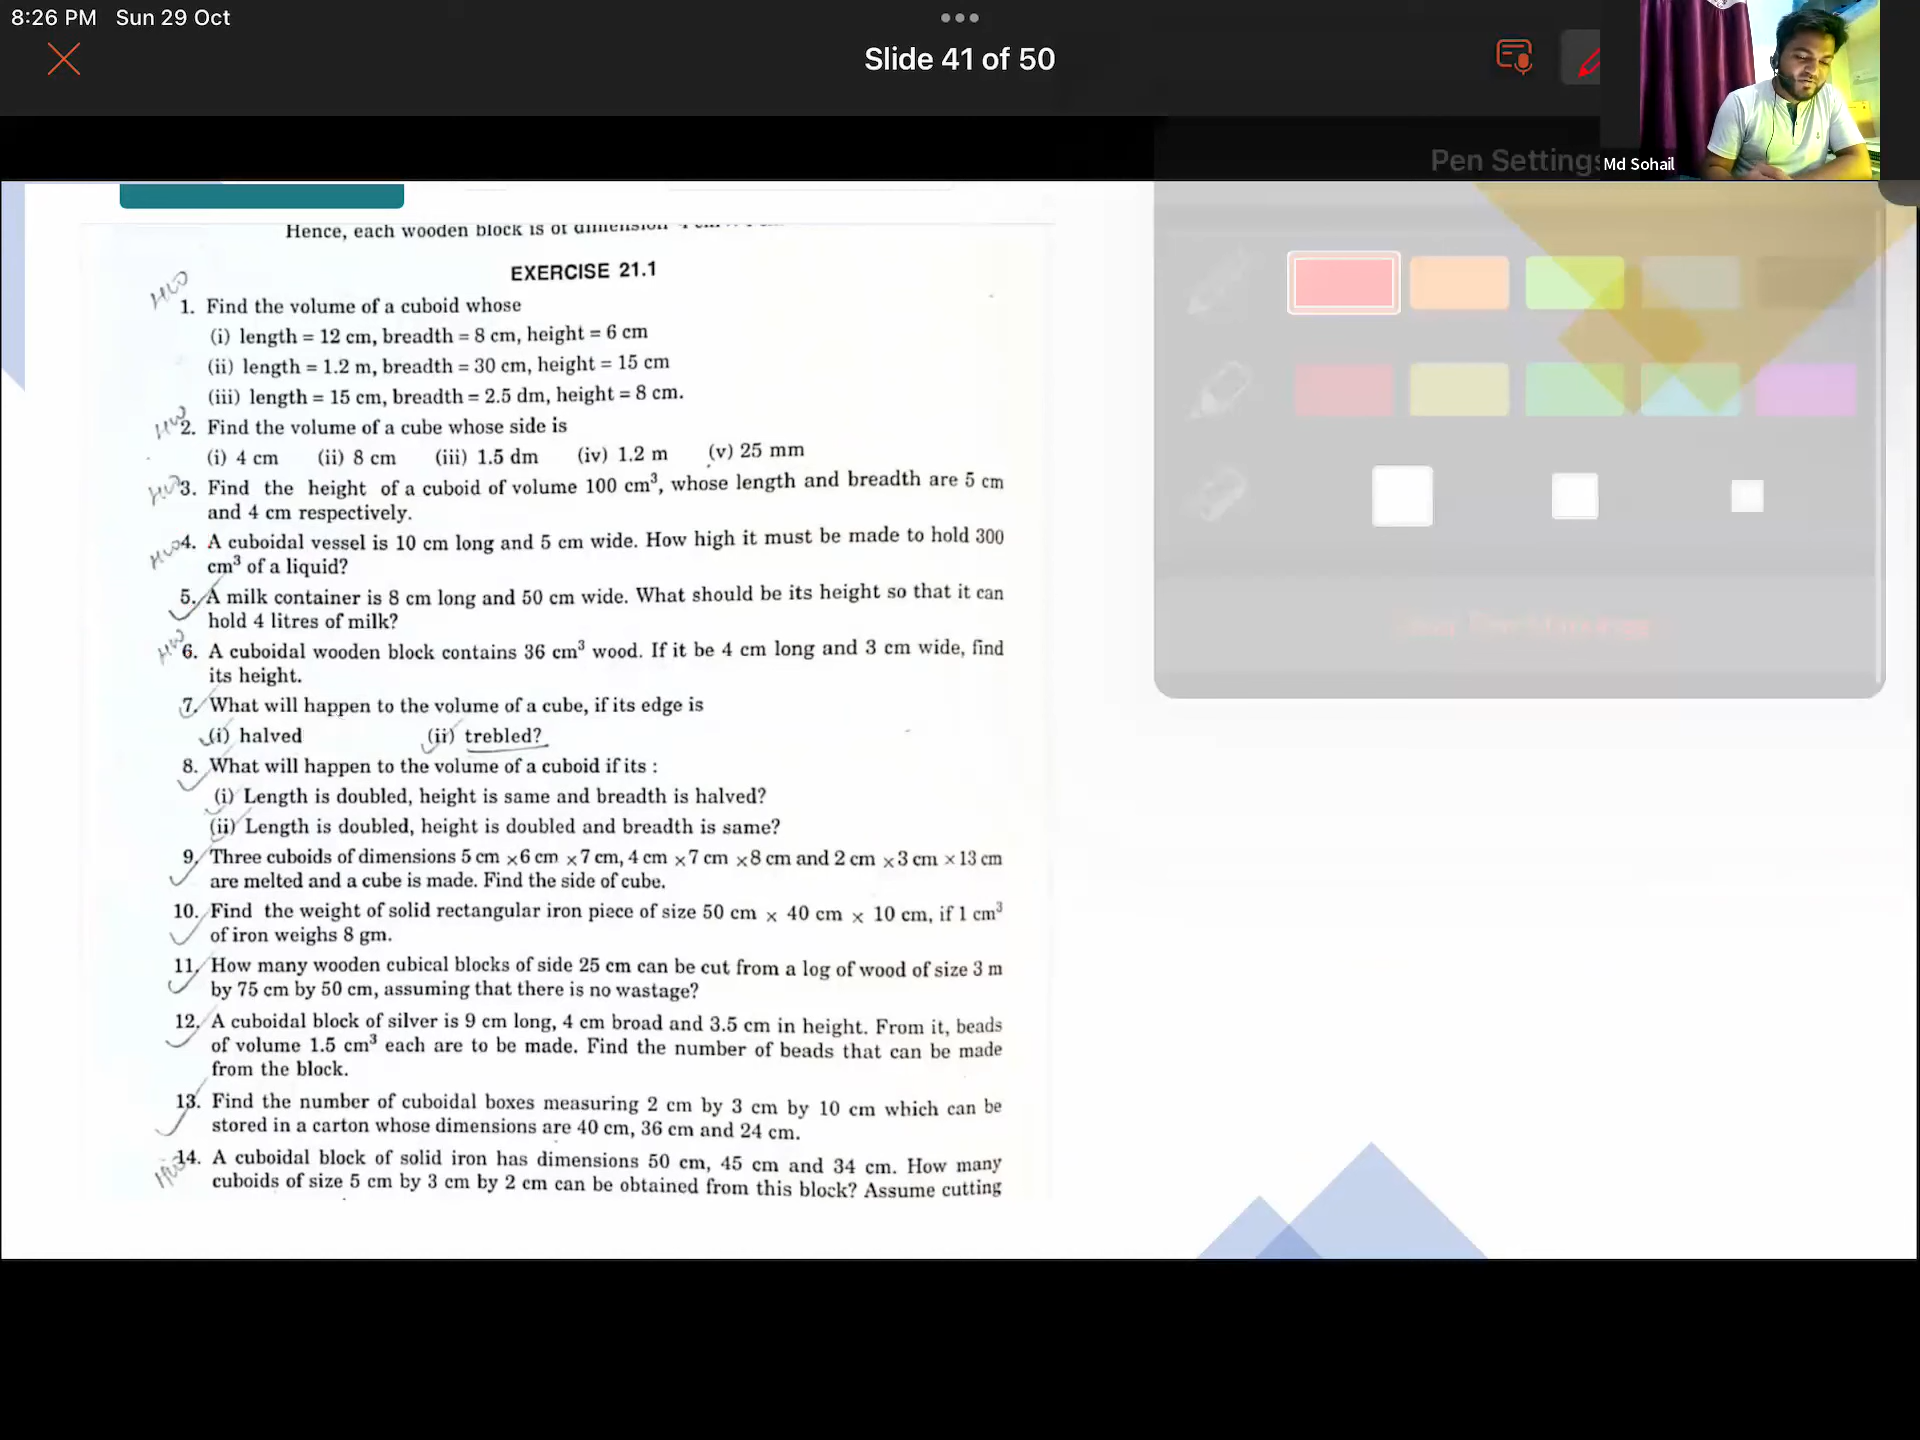 8:26 PM Sun 29 Oct
Slide 41 of 50
Pen Settings
Md Sohail
Hence, each wooden block is of dimension
EXERCISE 21.1
HW
1. Find the volume of a cuboid whose
(i) length = 12 cm, breadth = 8 cm, height = 6 cm
(ii) length = 1.2 m, breadth = 30 cm, height = 15 cm
(iii) length = 15 cm, breadth = 2.5 dm, height = 8 cm.
HW 2. Find the volume of a cube whose side is
(i) 4 cm (ii) 8 cm (iii) 1.5 dm (iv) 1.2 m (v) 25 mm
HW 3. Find the height of a cuboid of volume 100 cm³, whose length and breadth are 5 cm
and 4 cm respectively.
HW 4. A cuboidal vessel is 10 cm long and 5 cm wide. How high it must be made to hold 300
cm³ of a liquid?
5. A milk container is 8 cm long and 50 cm wide. What should be its height so that it can
hold 4 litres of milk?
HW 6. A cuboidal wooden block contains 36 cm³ wood. If it be 4 cm long and 3 cm wide, find
its height.
7. What will happen to the volume of a cube, if its edge is
(i) halved (ii) trebled?
8. What will happen to the volume of a cuboid if its :
(i) Length is doubled, height is same and breadth is halved?
(ii) Length is doubled, height is doubled and breadth is same?
9. Three cuboids of dimensions 5 cm × 6 cm × 7 cm, 4 cm × 7 cm × 8 cm and 2 cm × 3 cm × 13 cm
are melted and a cube is made. Find the side of cube.
10. Find the weight of solid rectangular iron piece of size 50 cm × 40 cm × 10 cm, if 1 cm³
of iron weighs 8 gm.
11. How many wooden cubical blocks of side 25 cm can be cut from a log of wood of size 3 m
by 75 cm by 50 cm, assuming that there is no wastage?
12. A cuboidal block of silver is 9 cm long, 4 cm broad and 3.5 cm in height. From it, beads
of volume 1.5 cm³ each are to be made. Find the number of beads that can be made
from the block.
13. Find the number of cuboidal boxes measuring 2 cm by 3 cm by 10 cm which can be
stored in a carton whose dimensions are 40 cm, 36 cm and 24 cm.
HW 14. A cuboidal block of solid iron has dimensions 50 cm, 45 cm and 34 cm. How many
cuboids of size 5 cm by 3 cm by 2 cm can be obtained from this block? Assume cutting